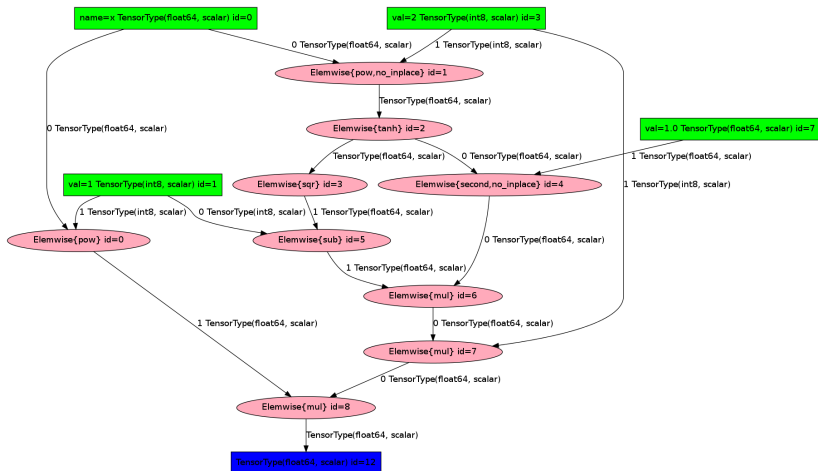 name=x TensorType(float64, scalar) id=0
val=2 TensorType(int8, scalar) id=3
0 TensorType(float64, scalar)
1 TensorType(int8, scalar)
Elemwise{pow,no_inplace} id=1
TensorType(float64, scalar)
Elemwise{tanh} id=2
val=1.0 TensorType(float64, scalar) id=7
0 TensorType(float64, scalar)
TensorType(float64, scalar)
0 TensorType(float64, scalar)
1 TensorType(float64, scalar)
val=1 TensorType(int8, scalar) id=1
Elemwise{sqr} id=3
Elemwise{second,no_inplace} id=4
1 TensorType(int8, scalar)
1 TensorType(int8, scalar)
0 TensorType(int8, scalar)
1 TensorType(float64, scalar)
Elemwise{pow} id=0
Elemwise{sub} id=5
0 TensorType(float64, scalar)
1 TensorType(float64, scalar)
Elemwise{mul} id=6
1 TensorType(float64, scalar)
0 TensorType(float64, scalar)
Elemwise{mul} id=7
0 TensorType(float64, scalar)
Elemwise{mul} id=8
TensorType(float64, scalar)
TensorType(float64, scalar) id=12